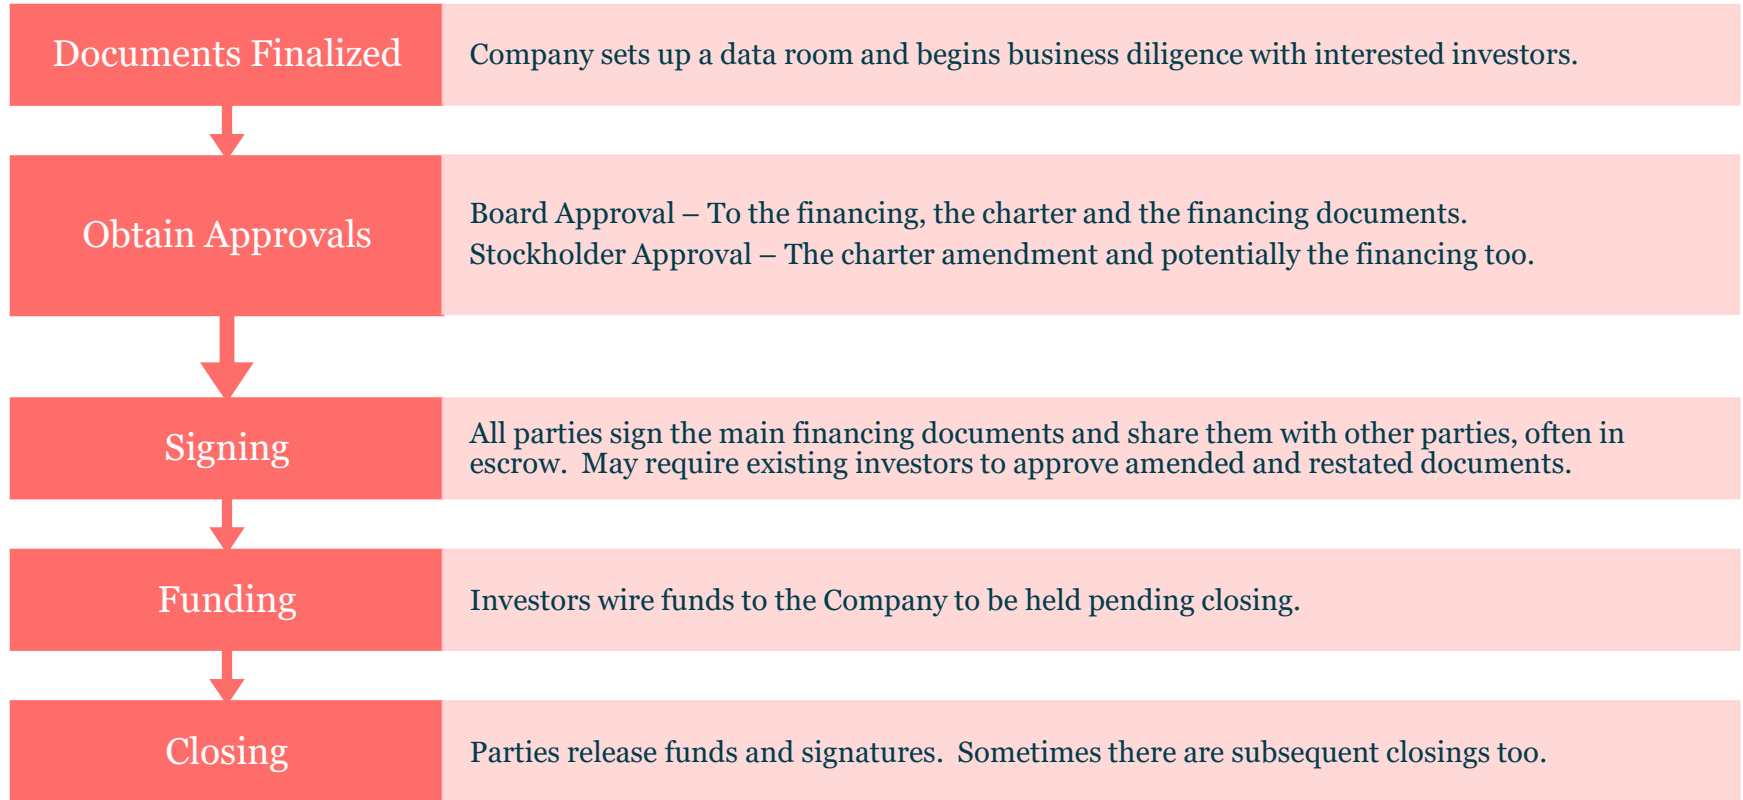 Documents Finalized
Company sets up a data room and begins business diligence with interested investors.
Obtain Approvals
Board Approval – To the financing, the charter and the financing documents.
Stockholder Approval – The charter amendment and potentially the financing too.
Signing
All parties sign the main financing documents and share them with other parties, often in
escrow.  May require existing investors to approve amended and restated documents.
Funding
Investors wire funds to the Company to be held pending closing.
Closing
Parties release funds and signatures.  Sometimes there are subsequent closings too.